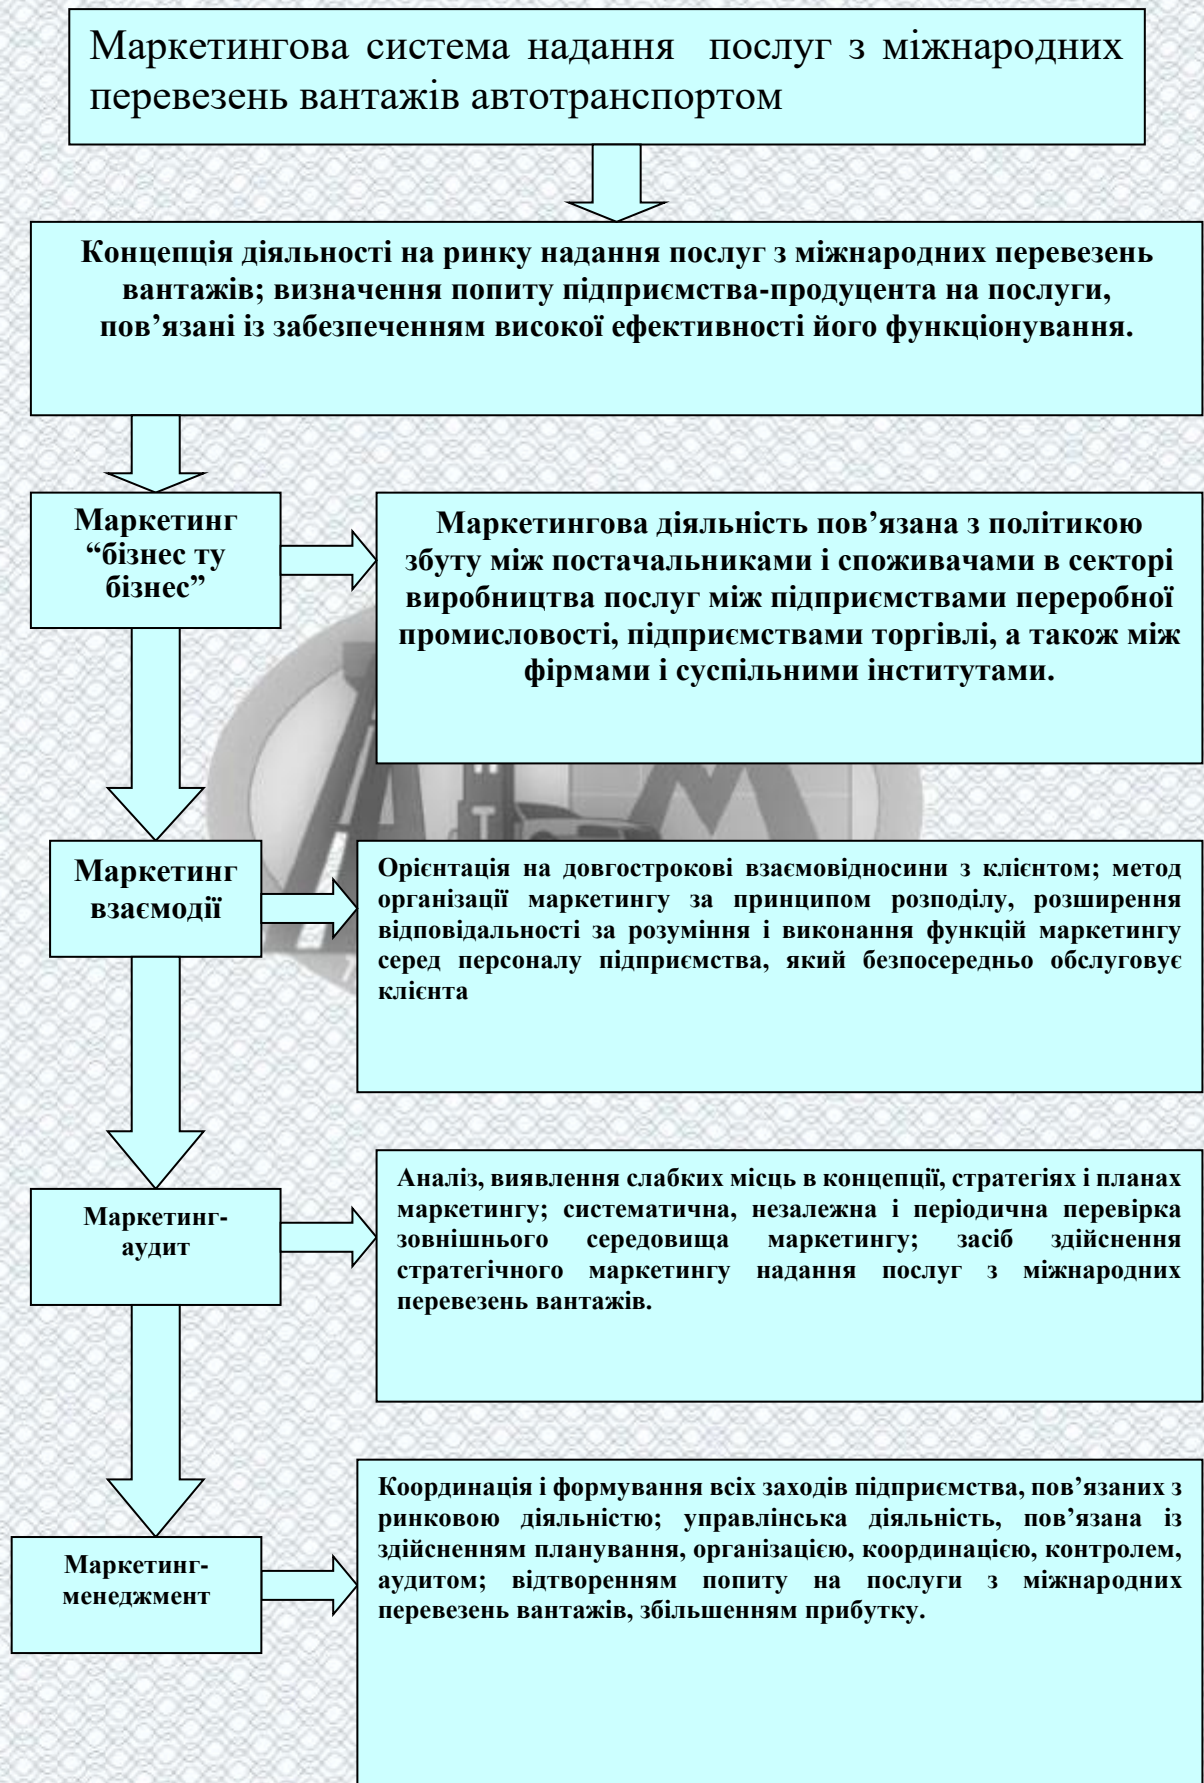 Маркетингова система надання послуг з міжнародних
перевезень вантажів автотранспортом
Концепція діяльності на ринку надання послуг з міжнародних перевезень
вантажів; визначення попиту підприємства-продуцента на послуги,
пов’язані із забезпеченням високої ефективності його функціонування.
Маркетинг
“бізнес ту
бізнес”
Маркетингова діяльність пов’язана з політикою
збуту між постачальниками і споживачами в секторі
виробництва послуг між підприємствами переробної
промисловості, підприємствами торгівлі, а також між
фірмами і суспільними інститутами.
Маркетинг
взаємодії
Орієнтація на довгострокові взаємовідносини з клієнтом; метод
організації маркетингу за принципом розподілу, розширення
відповідальності за розуміння і виконання функцій маркетингу
серед персоналу підприємства, який безпосередньо обслуговує
клієнта
Маркетинг-
аудит
Аналіз, виявлення слабких місць в концепції, стратегіях і планах
маркетингу; систематична, незалежна і періодична перевірка
зовнішнього середовища маркетингу; засіб здійснення
стратегічного маркетингу надання послуг з міжнародних
перевезень вантажів.
Маркетинг-
менеджмент
Координація і формування всіх заходів підприємства, пов’язаних з
ринковою діяльністю; управлінська діяльність, пов’язана із
здійсненням планування, організацією, координацією, контролем,
аудитом; відтворенням попиту на послуги з міжнародних
перевезень вантажів, збільшенням прибутку.